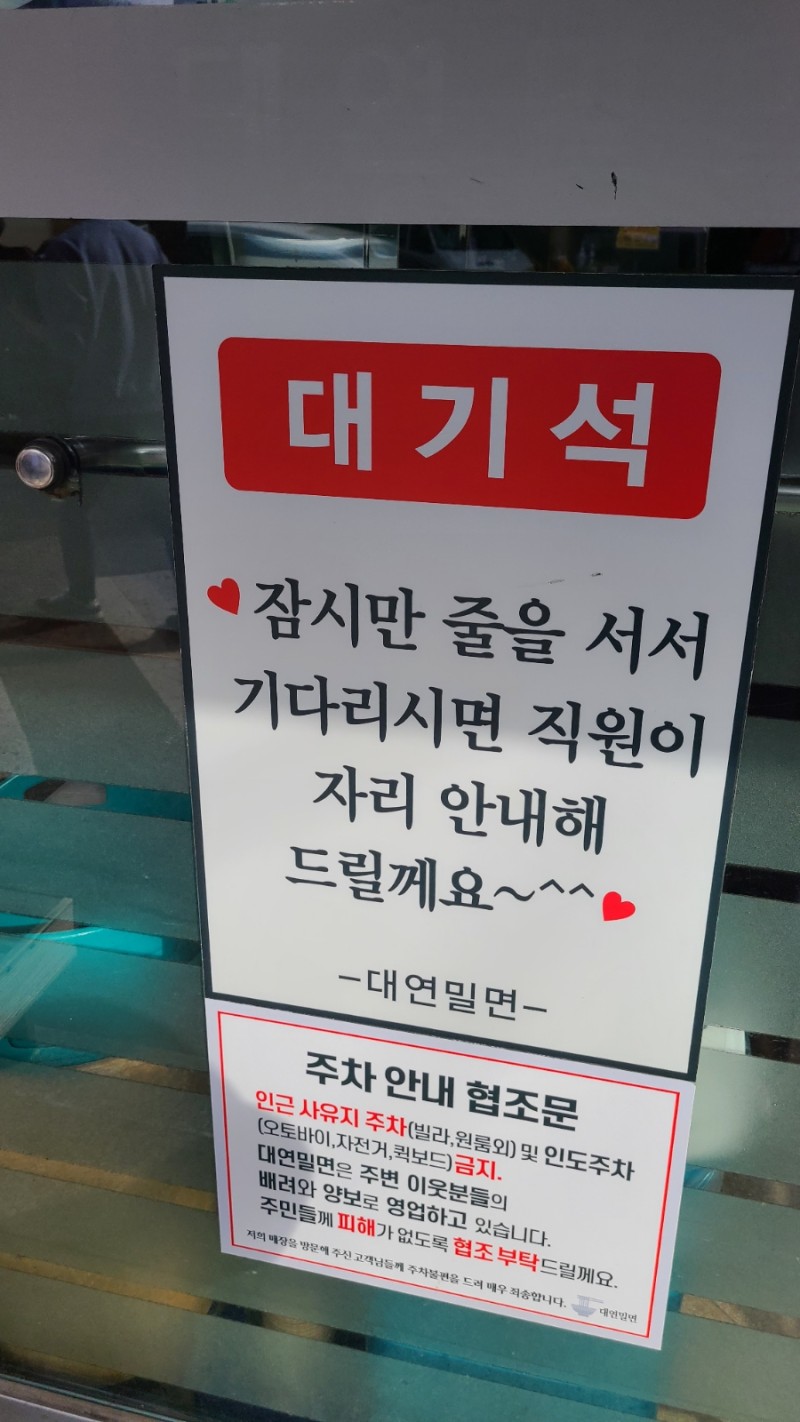 대기석
잠시만 줄을 서서
기다리시면 직원이
자리 안내해
드릴께요~^^
-대연밀면-
주차 안내 협조문
인근 사유지 주차(빌라,원룸외) 및 인도주차
(오토바이,자전거,퀵보드)금지.
대연밀면은 주변 이웃분들의
배려와 양보로 영업하고 있습니다.
주민들께 피해가 없도록 협조 부탁드릴께요.
저희 매장을 방문해 주신 고객님들께 주차불편을 드려 매우 죄송합니다.
대연밀면